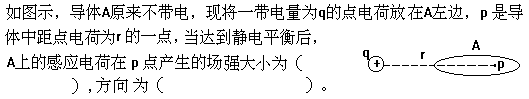 如图示，导体A原来不带电，现将一带电量为q的点电荷放在A左边，p是导
体中距点电荷为r的一点，当达到静电平衡后，
A上的感应电荷在p点产生的场强大小为（
），方向为（　　　　　　）。
A
q
+
r
p